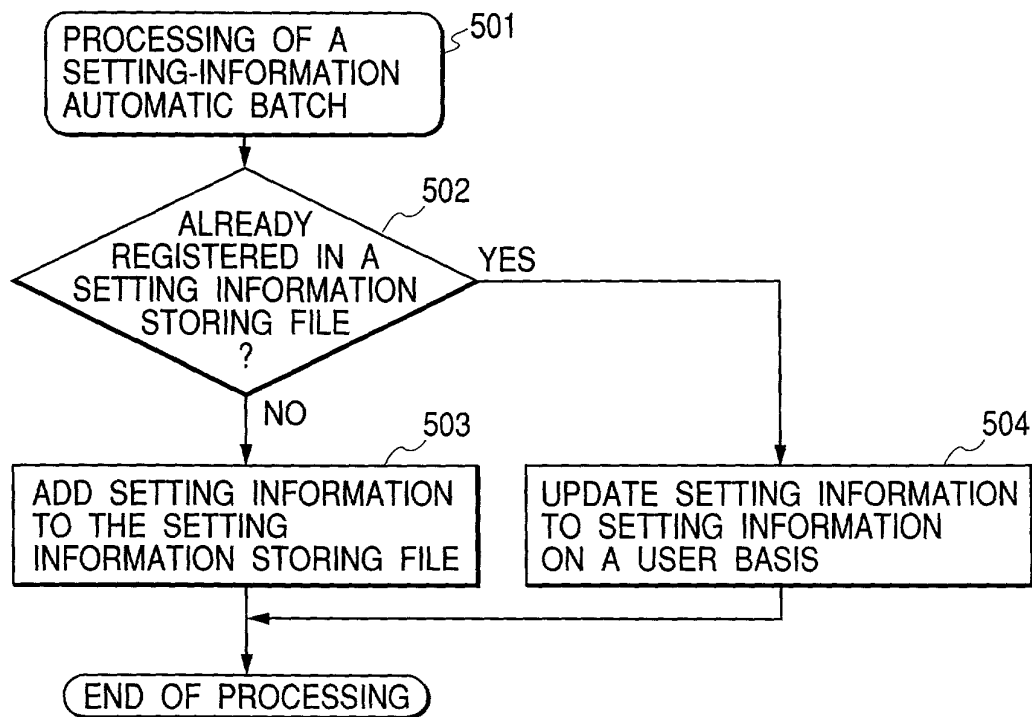 PROCESSING OF A
SETTING-INFORMATION
AUTOMATIC BATCH
501
502
ALREADY
REGISTERED IN A
SETTING INFORMATION
STORING FILE
?
YES
NO
503
ADD SETTING INFORMATION
TO THE SETTING
INFORMATION STORING FILE
504
UPDATE SETTING INFORMATION
TO SETTING INFORMATION
ON A USER BASIS
END OF PROCESSING